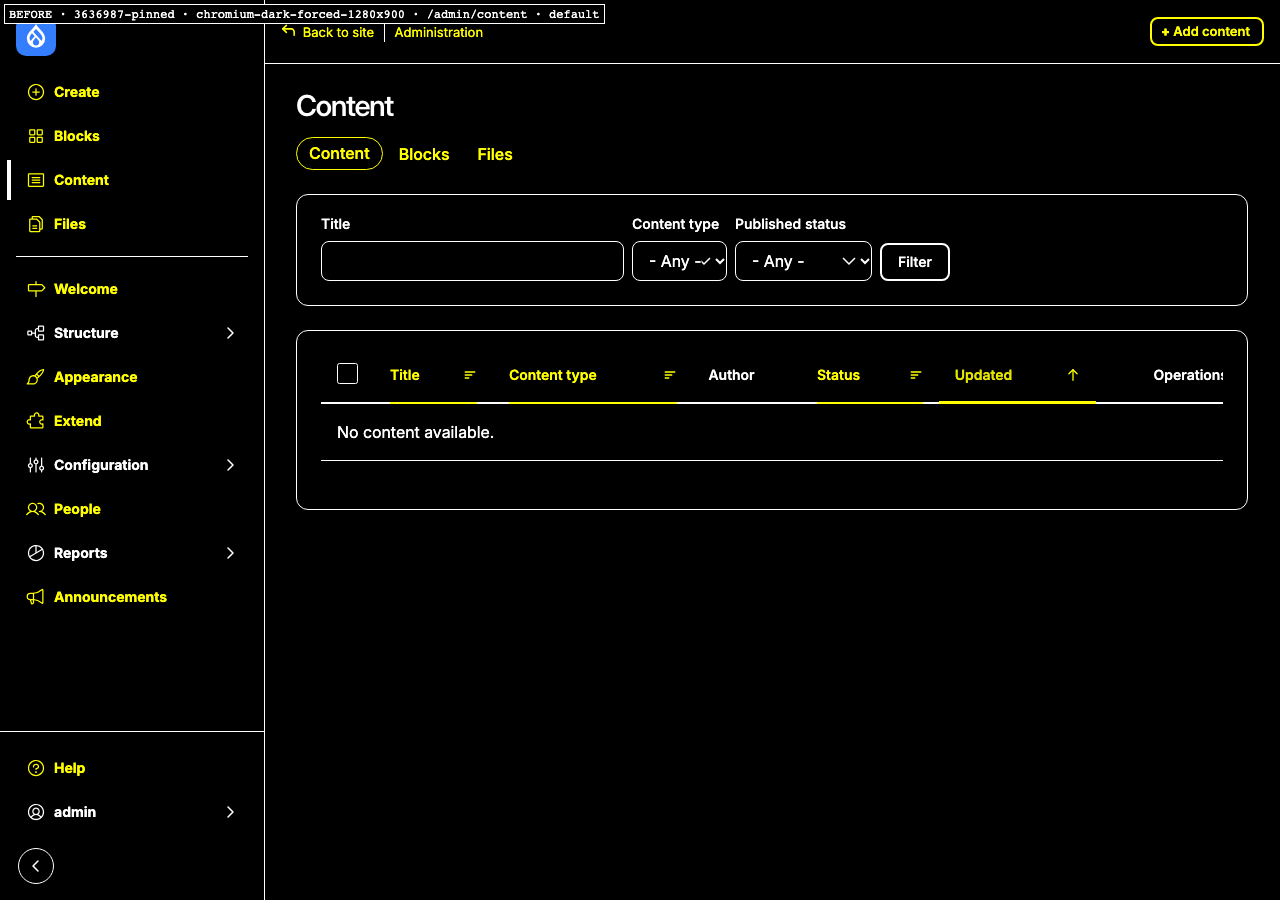 BEFORE · 3636987-pinned · chromium-dark-forced-1280x900 · /admin/content · default
Back to site
Administration
+ Add content
Create
Blocks
Content
Files
Welcome
Structure
Appearance
Extend
Configuration
People
Reports
Announcements
Help
admin
Content
Content Blocks Files
Title Content type Published status
- Any - - Any - Filter
Title Content type Author Status Updated Operations
No content available.